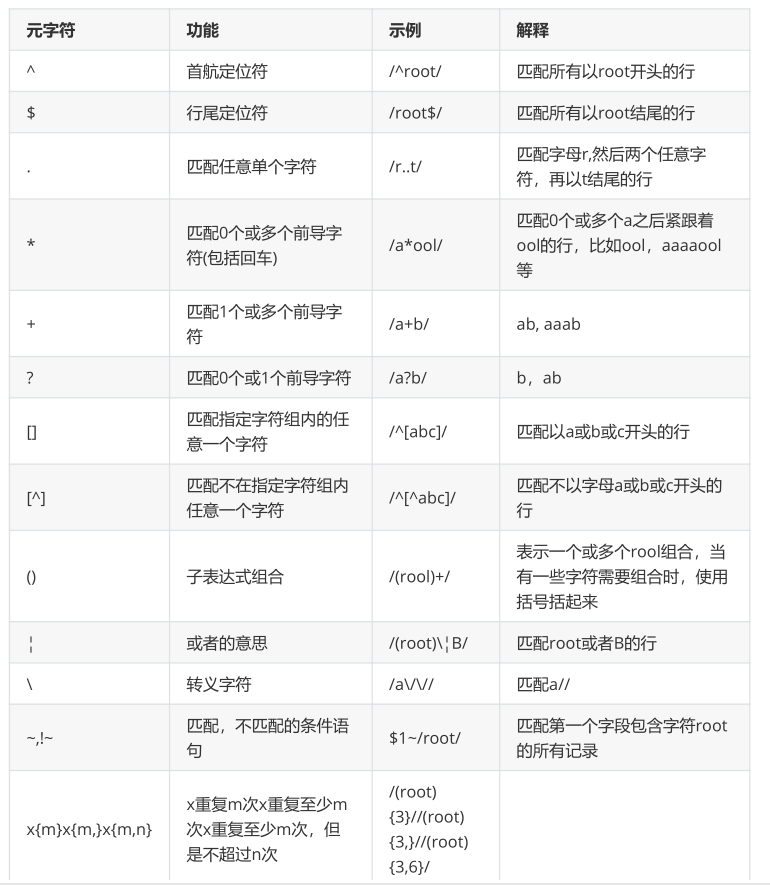 元字符 功能 示例 解释
^ 首航定位符 /^root/ 匹配所有以root开头的行
$ 行尾定位符 /root$/ 匹配所有以root结尾的行
. 匹配任意单个字符 /r..t/ 匹配字母r,然后两个任意字
符，再以t结尾的行
* 匹配0个或多个前导字
符(包括回车) /a*ool/ 匹配0个或多个a之后紧跟着
ool的行，比如ool，aaaaool
等
+ 匹配1个或多个前导字
符 /a+b/ ab, aaab
? 匹配0个或1个前导字符 /a?b/ b，ab
[] 匹配指定字符组内的任
意一个字符 /^[abc]/ 匹配以a或b或c开头的行
[^] 匹配不在指定字符组内
任意一个字符 /^[^abc]/ 匹配不以字母a或b或c开头的
行
() 子表达式组合 /(rool)+/ 表示一个或多个rool组合，当
有一些字符需要组合时，使用
括号括起来
¦ 或者的意思 /(root)\¦B/ 匹配root或者B的行
\ 转义字符 /a\/\// 匹配a//
~,!~ 匹配，不匹配的条件语
句 $1~/root/ 匹配第一个字段包含字符root
的所有记录
x{m}x{m,}x{m,n} x重复m次x重复至少m
次x重复至少m次，但
是不超过n次 /(root)
{3}//(root)
{3,}//(root)
{3,6}/